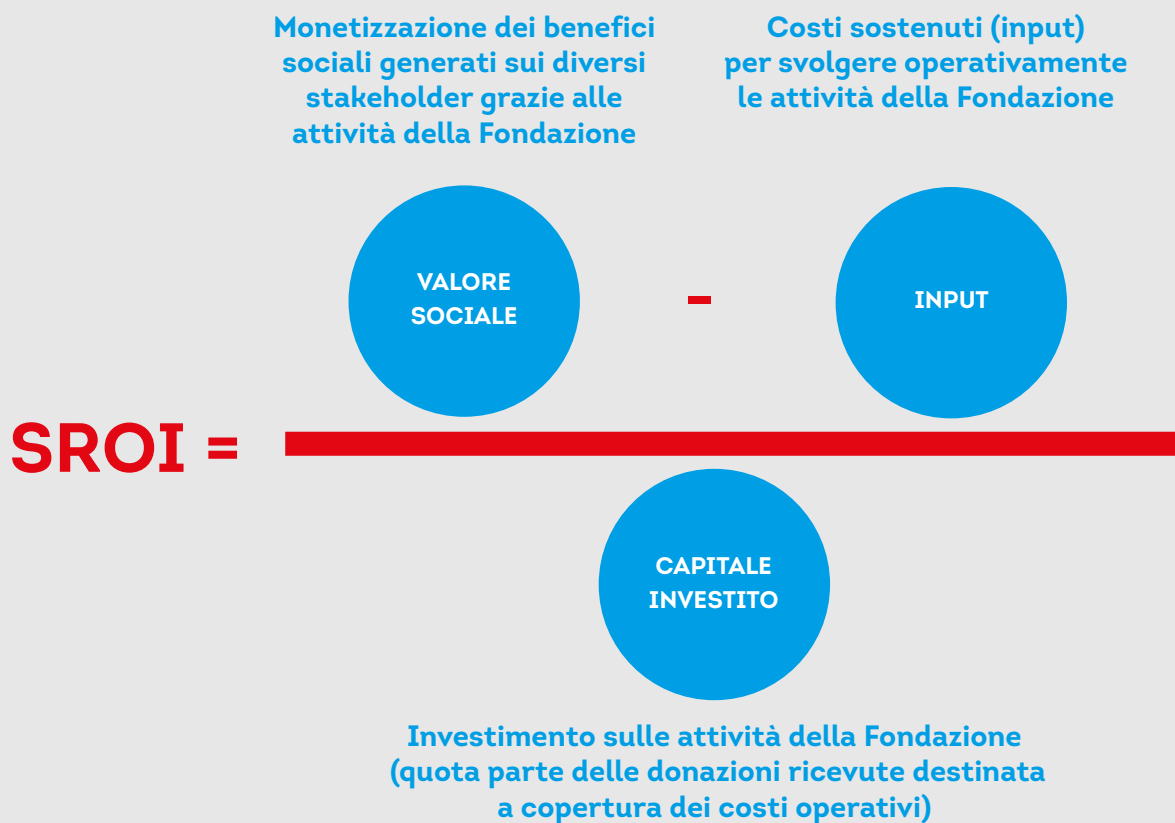 Monetizzazione dei benefici
sociali generati sui diversi
stakeholder grazie alle
attività della Fondazione
Costi sostenuti (input)
per svolgere operativamente
le attività della Fondazione
VALORE
SOCIALE
-
INPUT
SROI =
CAPITALE
INVESTITO
Investimento sulle attività della Fondazione
(quota parte delle donazioni ricevute destinata
a copertura dei costi operativi)